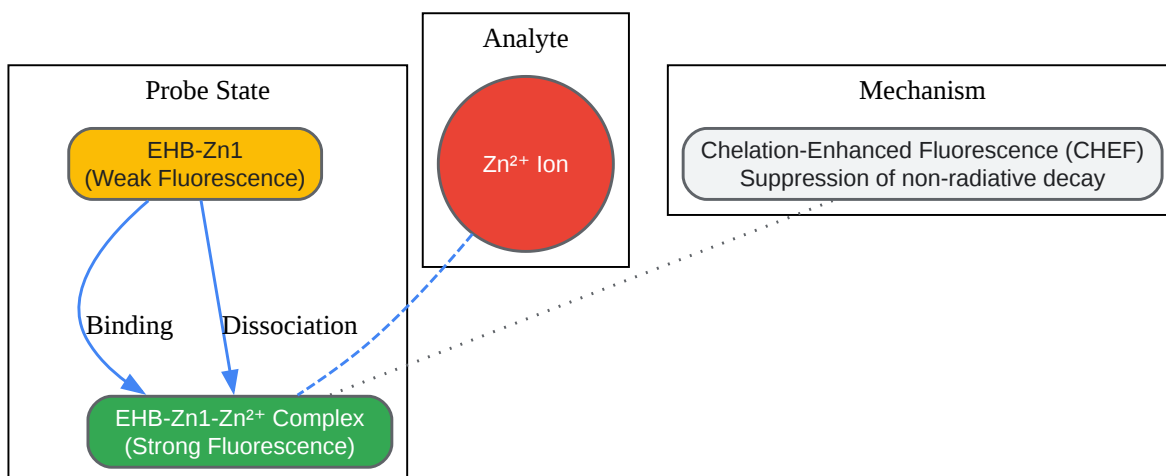 Probe State
EHB-Zn1
(Weak Fluorescence)
Binding
Dissociation
EHB-Zn1-Zn²⁺ Complex
(Strong Fluorescence)
Analyte
Zn²⁺ Ion
Mechanism
Chelation-Enhanced Fluorescence (CHEF)
Suppression of non-radiative decay